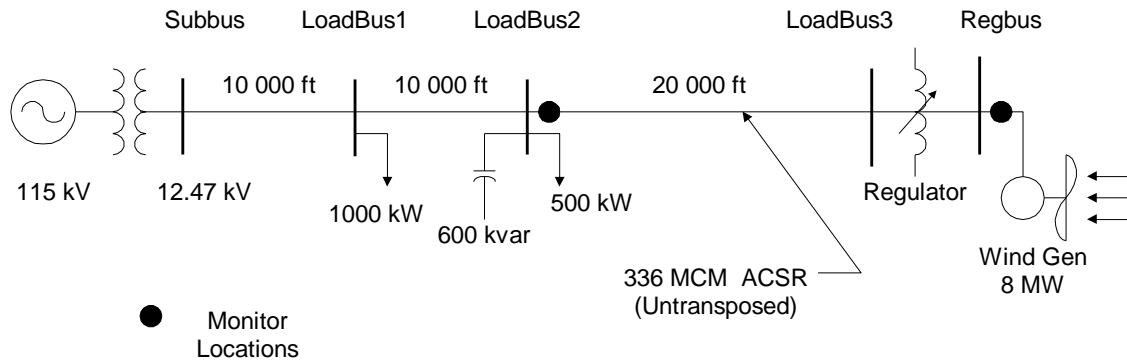 Subbus
LoadBus1
LoadBus2
LoadBus3
Regbus
10 000 ft
10 000 ft
20 000 ft
115 kV
12.47 kV
1000 kW
600 kvar
500 kW
Regulator
336 MCM ACSR
(Untransposed)
Wind Gen
8 MW
Monitor
Locations